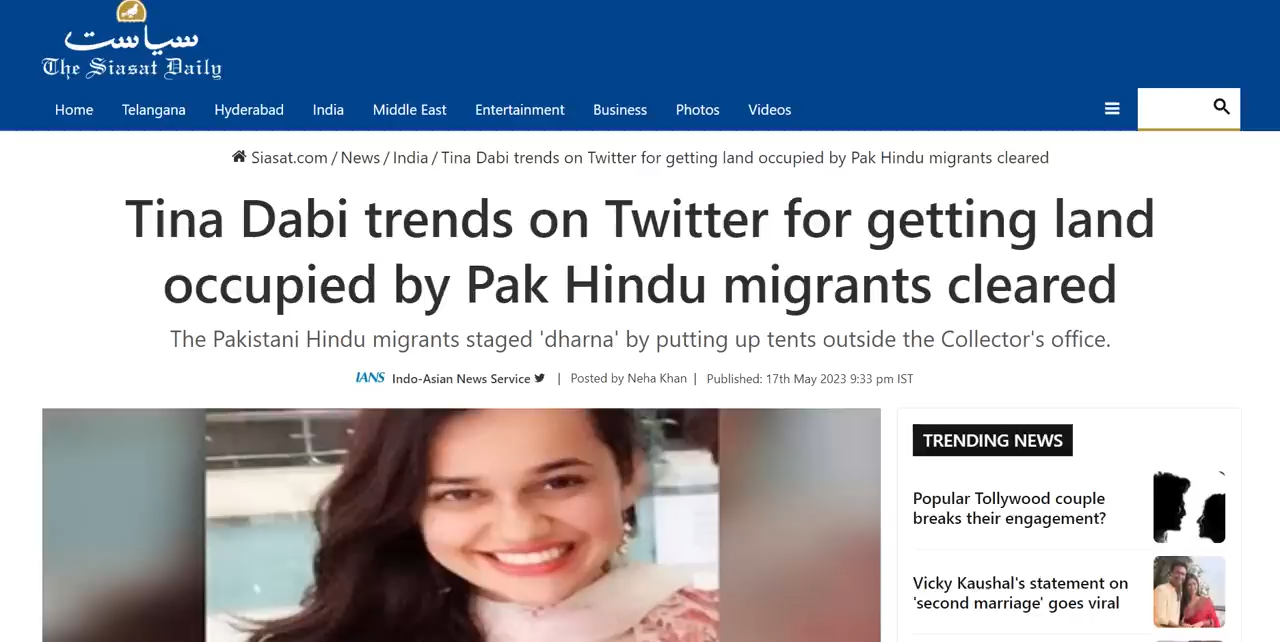 سیاست
The Siasat Daily
Home Telangana Hyderabad India Middle East Entertainment Business Photos Videos
Siasat.com / News / India / Tina Dabi trends on Twitter for getting land occupied by Pak Hindu migrants cleared
Tina Dabi trends on Twitter for getting land
occupied by Pak Hindu migrants cleared
The Pakistani Hindu migrants staged 'dharna' by putting up tents outside the Collector's office.
IANS Indo-Asian News Service | Posted by Neha Khan | Published: 17th May 2023 9:33 pm IST
TRENDING NEWS
Popular Tollywood couple
breaks their engagement?
Vicky Kaushal's statement on
'second marriage' goes viral